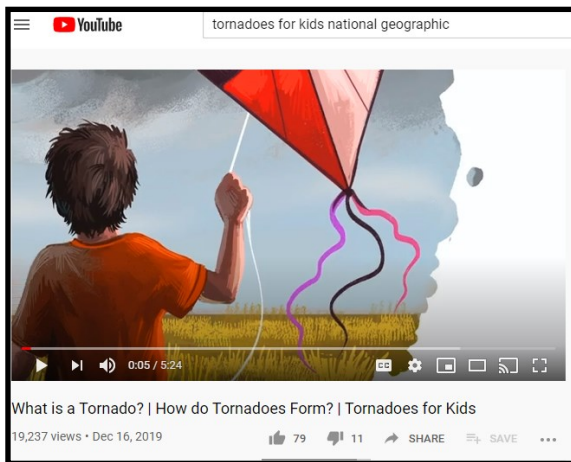 YouTube
tornadoes for kids national geographic
0:05 / 5:24
CC
What is a Tornado? | How do Tornadoes Form? | Tornadoes for Kids
19,237 views • Dec 16, 2019 79 11 SHARE SAVE